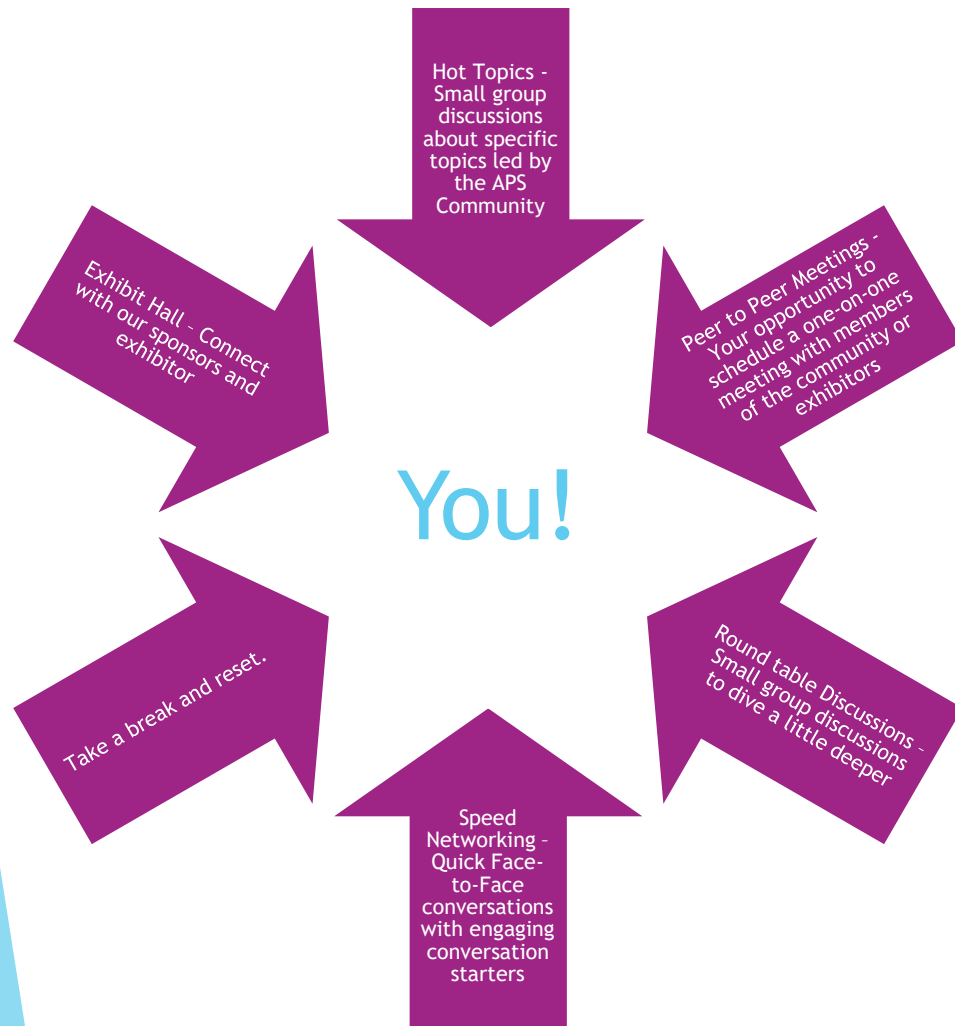 Hot Topics -
Small group
discussions
about specific
topics led by
the APS
Community
Peer to Peer Meetings -
Your opportunity to
schedule a one-on-one
meeting with members
of the community or
exhibitors
Round table Discussions –
Small group discussions
to dive a little deeper
Speed
Networking –
Quick Face-
to-Face
conversations
with engaging
conversation
starters
Take a break and reset.
Exhibit Hall – Connect
with our sponsors and
exhibitor
You!